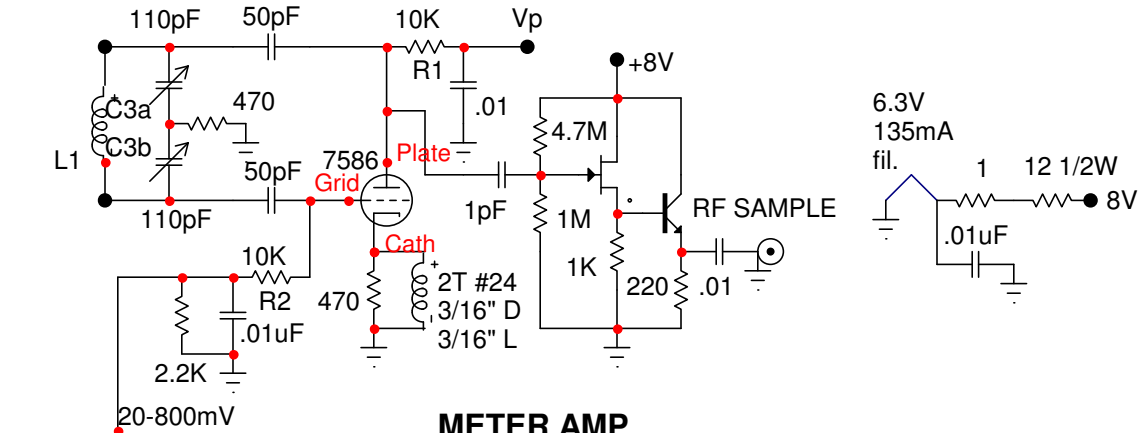 110pF
50pF
10K
Vp
R1
.01
+8V
C3a
470
C3b
L1
110pF
50pF
7586
Plate
Grid
Cath
1pF
4.7M
1M
1K
220
RF SAMPLE
.01
6.3V
135mA
fil.
1
12 1/2W
8V
.01uF
10K
R2
.01uF
2.2K
470
+
2T #24
3/16" D
3/16" L
-
20-800mV
METER AMP